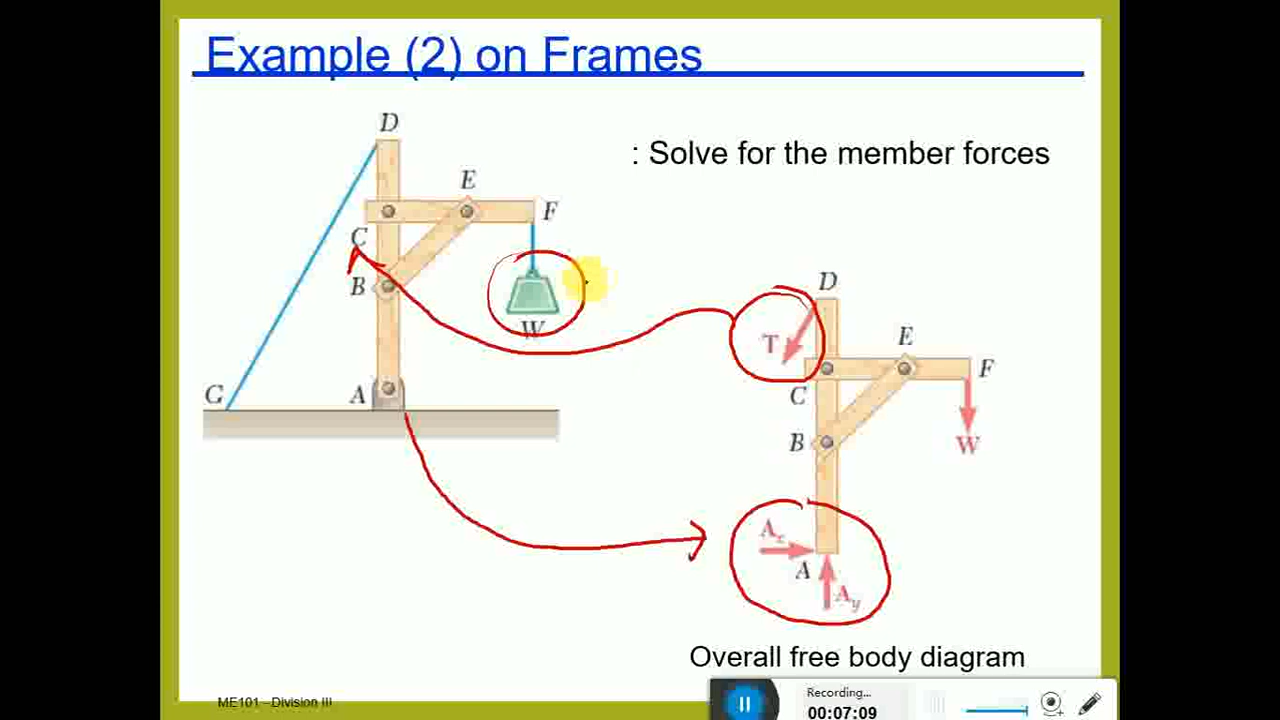 Example (2) on Frames
: Solve for the member forces
D
E
F
C
B
W
G
A
D
T
E
F
C
B
W
Ax
A
Ay
Overall free body diagram
ME101 - Division III
Recording...
00:07:09